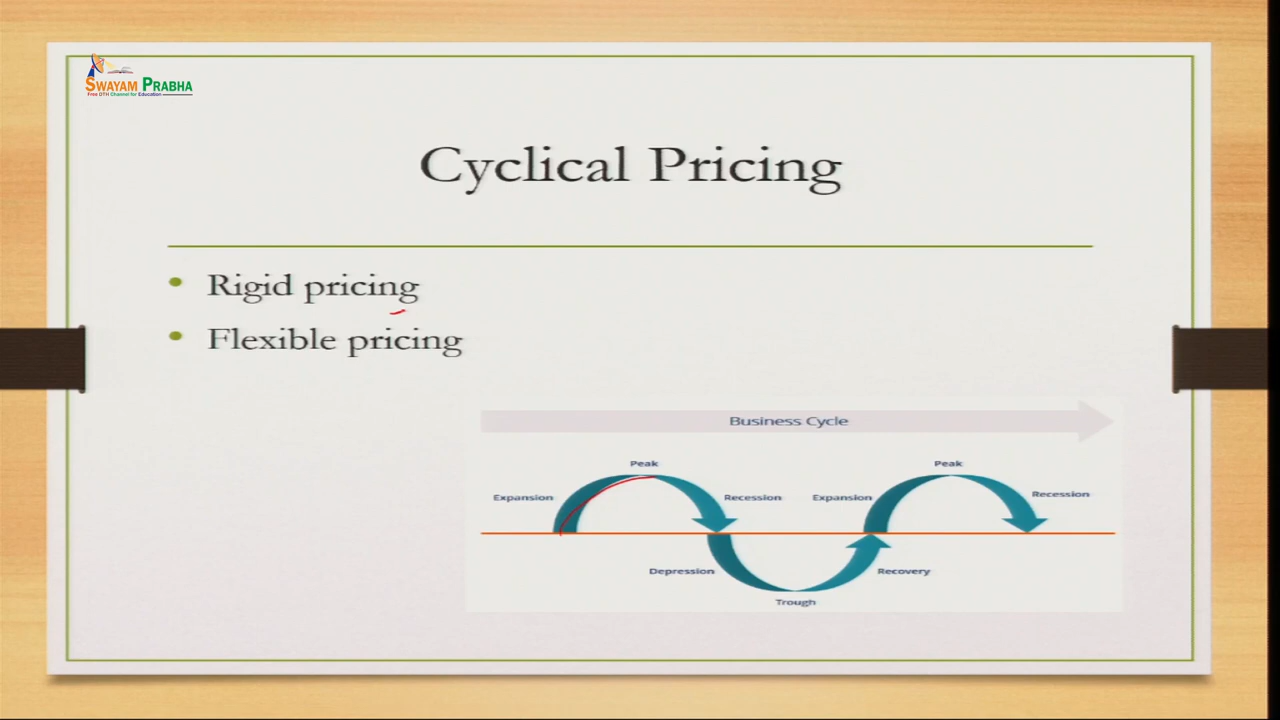 SWAYAM PRABHA
Free DTH Channel for Education
Cyclical Pricing
• Rigid pricing
• Flexible pricing
Business Cycle
Peak
Peak
Expansion
Recession
Expansion
Recession
Depression
Recovery
Trough